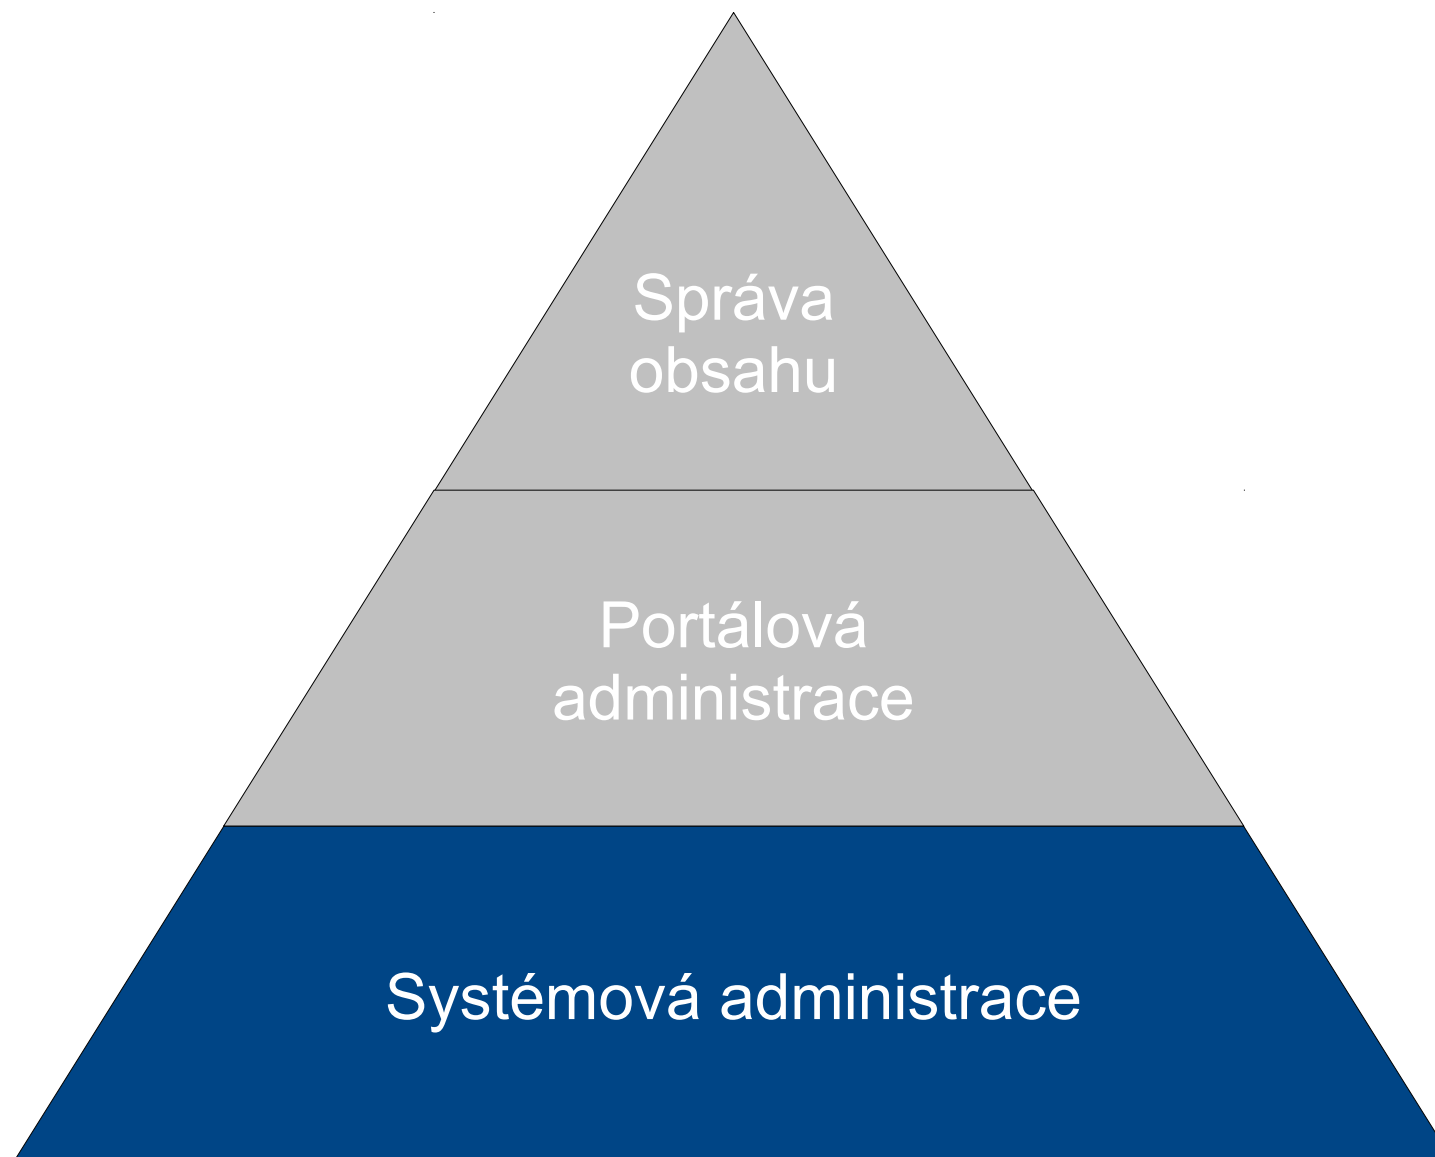 Správa
obsahu
Portálová
administrace
Systémová administrace